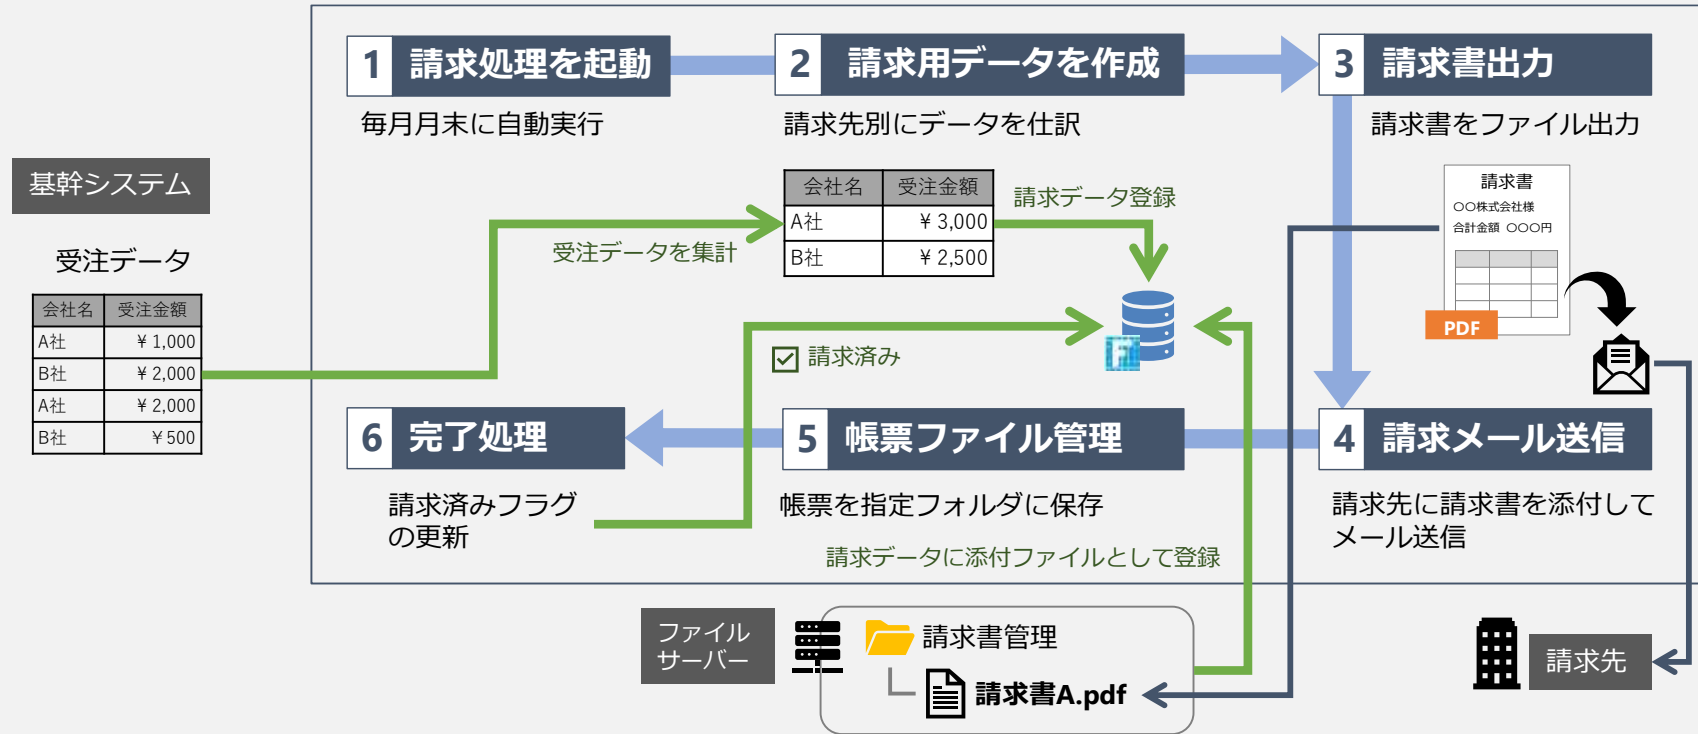 1 請求処理を起動
毎月月末に自動実行
2 請求用データを作成
請求先別にデータを仕訳
3 請求書出力
請求書をファイル出力
基幹システム
受注データ
会社名 受注金額
A社 ¥ 1,000
B社 ¥ 2,000
A社 ¥ 2,000
B社 ¥ 500
受注データを集計
会社名 受注金額
A社 ¥ 3,000
B社 ¥ 2,500
請求データ登録
請求書
〇〇株式会社様
合計金額 〇〇〇円
PDF
F
請求済み
4 請求メール送信
請求先に請求書を添付して
メール送信
5 帳票ファイル管理
帳票を指定フォルダに保存
6 完了処理
請求済みフラグ
の更新
請求データに添付ファイルとして登録
ファイル
サーバー
請求書管理
請求書A.pdf
請求先